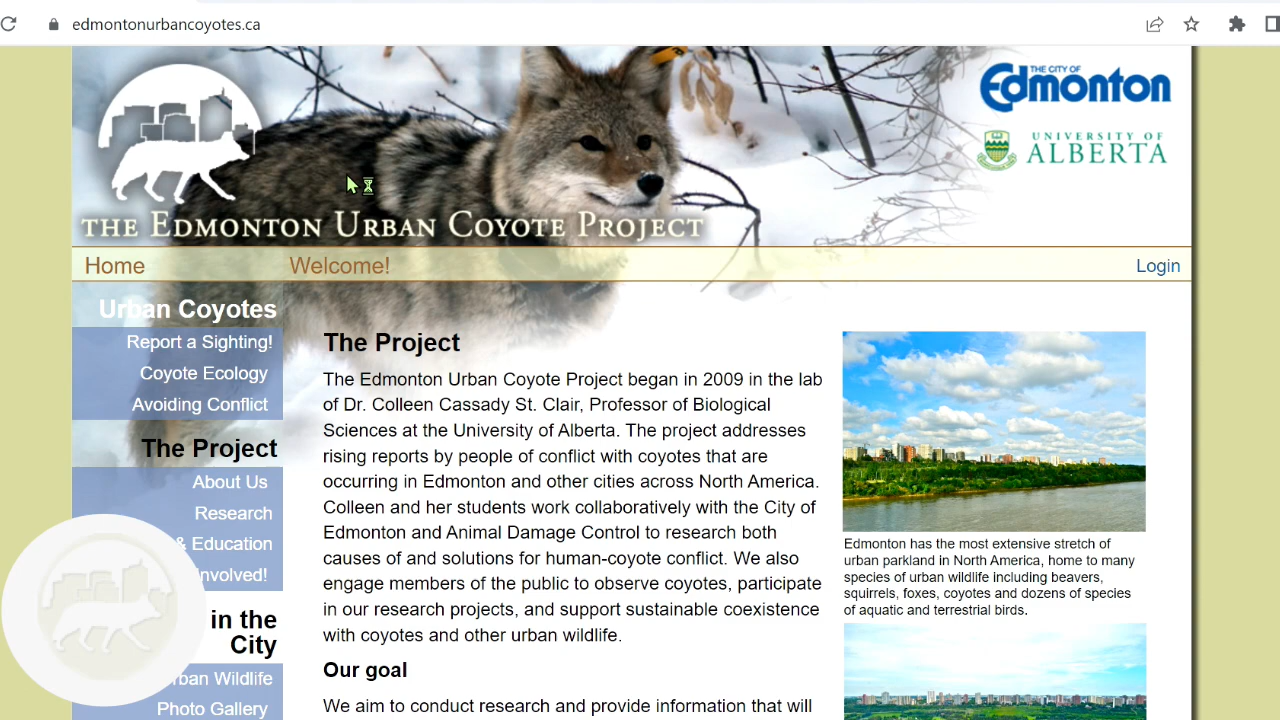 edmontonurbancoyotes.ca
THE CITY OF
Edmonton
UNIVERSITY OF
ALBERTA
THE EDMONTON URBAN COYOTE PROJECT
Home
Welcome!
Login
Urban Coyotes
Report a Sighting!
Coyote Ecology
Avoiding Conflict
The Project
About Us
Research
& Education
Involved!
in the
City
rban Wildlife
Photo Gallery
The Project
The Edmonton Urban Coyote Project began in 2009 in the lab
of Dr. Colleen Cassady St. Clair, Professor of Biological
Sciences at the University of Alberta. The project addresses
rising reports by people of conflict with coyotes that are
occurring in Edmonton and other cities across North America.
Colleen and her students work collaboratively with the City of
Edmonton and Animal Damage Control to research both
causes of and solutions for human-coyote conflict. We also
engage members of the public to observe coyotes, participate
in our research projects, and support sustainable coexistence
with coyotes and other urban wildlife.
Our goal
We aim to conduct research and provide information that will
Edmonton has the most extensive stretch of
urban parkland in North America, home to many
species of urban wildlife including beavers,
squirrels, foxes, coyotes and dozens of species
of aquatic and terrestrial birds.